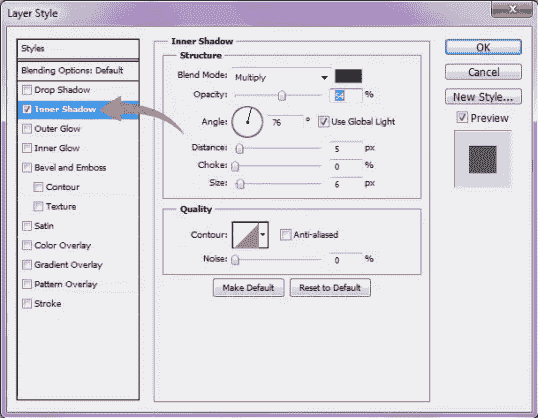 Layer Style
Styles
Blending Options: Default
Drop Shadow
Inner Shadow
Outer Glow
Inner Glow
Bevel and Emboss
Contour
Texture
Satin
Color Overlay
Gradient Overlay
Pattern Overlay
Stroke
Inner Shadow
Structure
Blend Mode: Multiply
Opacity: 54 %
Angle: 76 ° Use Global Light
Distance: 5 px
Choke: 0 %
Size: 6 px
Quality
Contour: Anti-aliased
Noise: 0 %
Make Default Reset to Default
OK
Cancel
New Style...
Preview